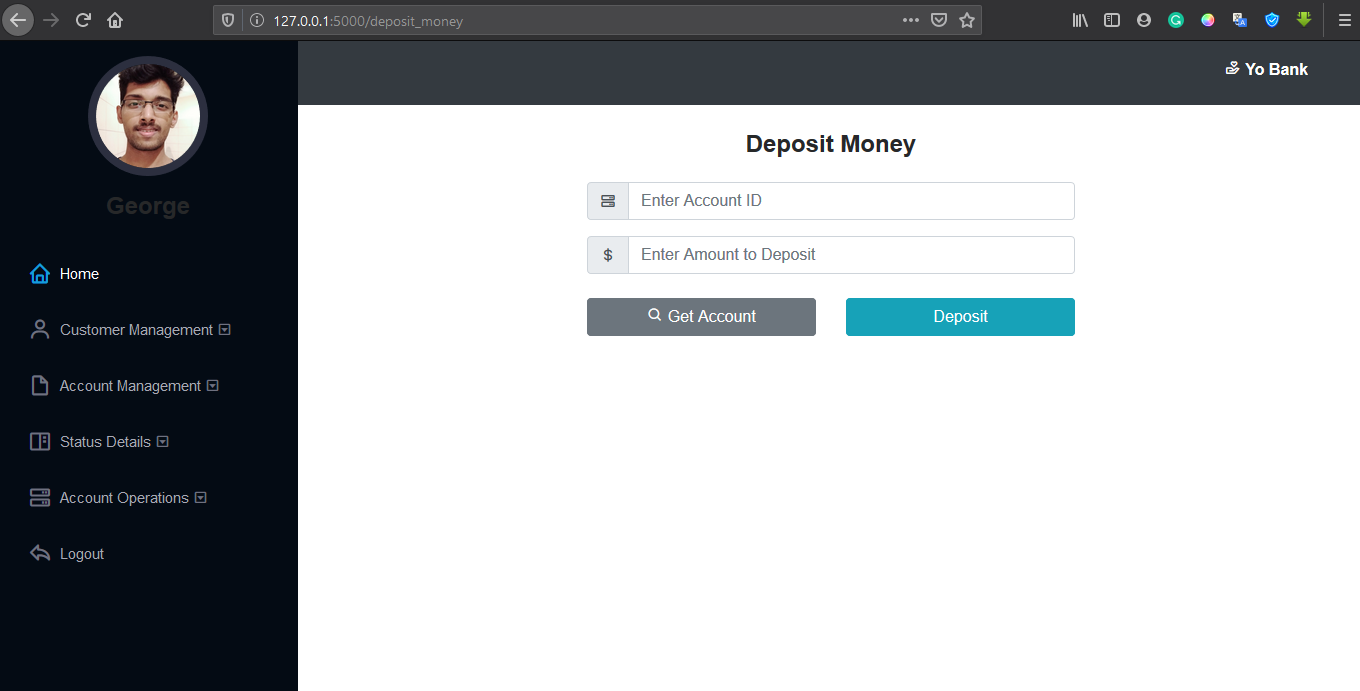 127.0.0.1:5000/deposit_money
Yo Bank
George
Home
Customer Management
Account Management
Status Details
Account Operations
Logout
Deposit Money
Enter Account ID
$ Enter Amount to Deposit
Get Account
Deposit